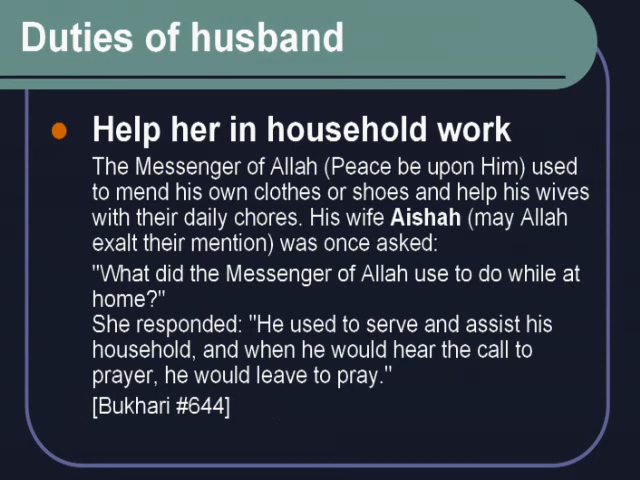 Duties of husband
Help her in household work
The Messenger of Allah (Peace be upon Him) used
to mend his own clothes or shoes and help his wives
with their daily chores. His wife Aishah (may Allah
exalt their mention) was once asked:
"What did the Messenger of Allah use to do while at
home?"
She responded: "He used to serve and assist his
household, and when he would hear the call to
prayer, he would leave to pray."
[Bukhari #644]